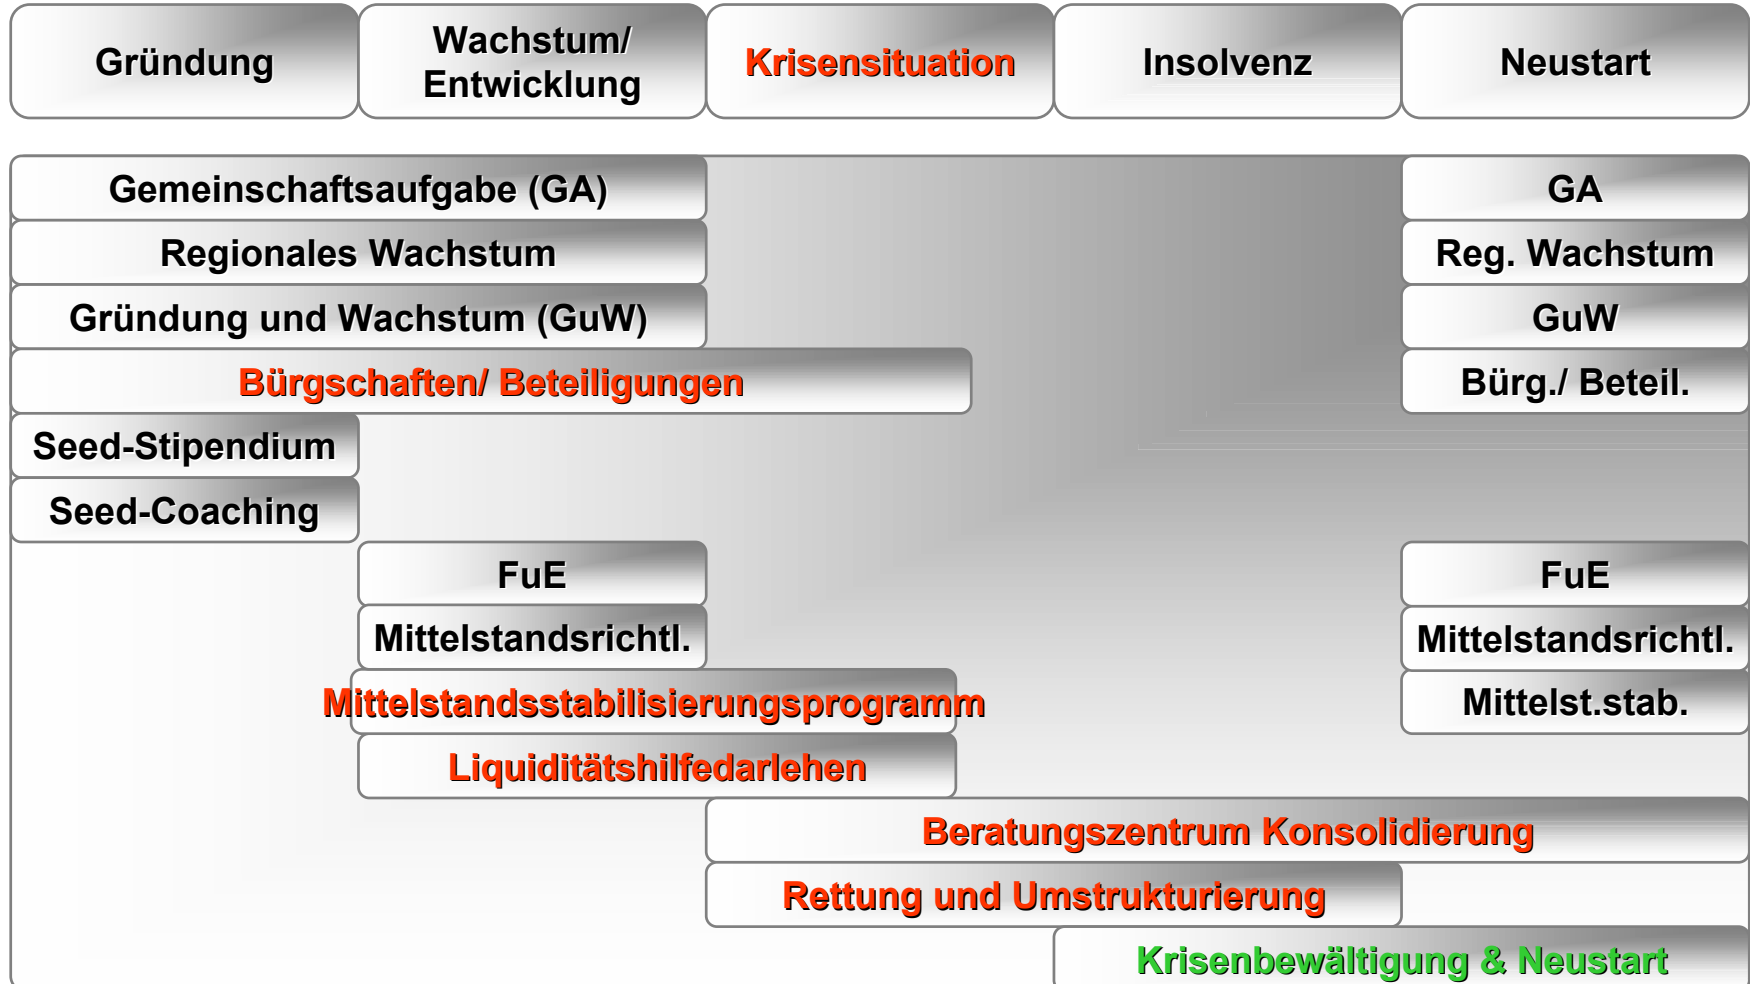 Gründung
Wachstum/
Entwicklung
Krisensituation
Insolvenz
Neustart
Gemeinschaftsaufgabe (GA)
GA
Regionales Wachstum
Reg. Wachstum
Gründung und Wachstum (GuW)
GuW
Bürgschaften/ Beteiligungen
Bürg./ Beteil.
Seed-Stipendium
Seed-Coaching
FuE
FuE
Mittelstandsrichtl.
Mittelstandsrichtl.
Mittelstandsstabilisierungsprogramm
Mittelst.stab.
Liquiditätshilfedarlehen
Beratungszentrum Konsolidierung
Rettung und Umstrukturierung
Krisenbewältigung & Neustart